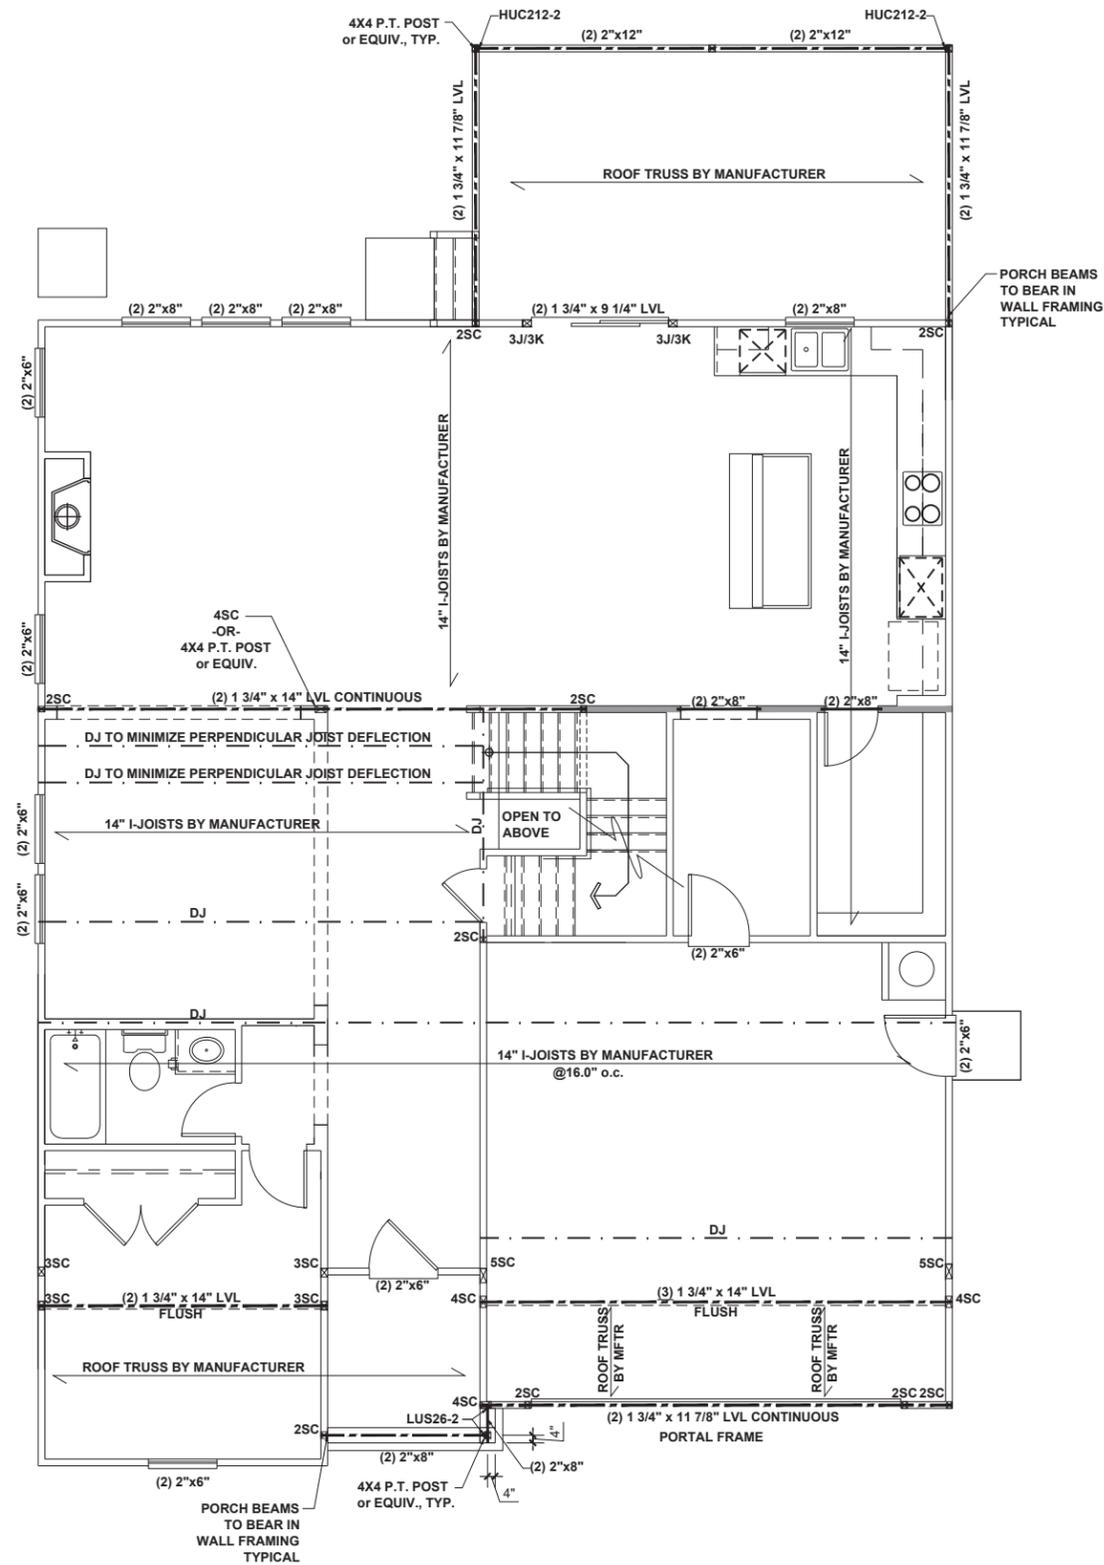 4X4 P.T. POST
or EQUIV., TYP.
HUC212-2
HUC212-2
(2) 2"x12"
(2) 2"x12"
(2) 1 3/4" x 11 7/8" LVL
(2) 1 3/4" x 11 7/8" LVL
ROOF TRUSS BY MANUFACTURER
PORCH BEAMS
TO BEAR IN
WALL FRAMING
TYPICAL
(2) 2"x8"
(2) 2"x8"
(2) 2"x8"
(2) 1 3/4" x 9 1/4" LVL
(2) 2"x8"
2SC
3J/3K
3J/3K
2SC
(2) 2"x6"
14" I-JOISTS BY MANUFACTURER
14" I-JOISTS BY MANUFACTURER
4SC
-OR-
4X4 P.T. POST
or EQUIV.
(2) 2"x6"
2SC
(2) 1 3/4" x 14" LVL CONTINUOUS
2SC
(2) 2"x8"
(2) 2"x8"
DJ TO MINIMIZE PERPENDICULAR JOIST DEFLECTION
DJ TO MINIMIZE PERPENDICULAR JOIST DEFLECTION
14" I-JOISTS BY MANUFACTURER
DJ
OPEN TO
ABOVE
(2) 2"x6"
(2) 2"x6"
DJ
2SC
(2) 2"x6"
DJ
14" I-JOISTS BY MANUFACTURER
@16.0" o.c.
(2) 2"x6"
DJ
3SC
3SC
5SC
5SC
(2) 2"x6"
3SC
(2) 1 3/4" x 14" LVL
FLUSH
3SC
4SC
(3) 1 3/4" x 14" LVL
FLUSH
4SC
ROOF TRUSS
BY MFTR
ROOF TRUSS
BY MFTR
ROOF TRUSS BY MANUFACTURER
4SC
2SC
2SC 2SC
LUS26-2
(2) 1 3/4" x 11 7/8" LVL CONTINUOUS
PORTAL FRAME
2SC
4"
(2) 2"x8"
(2) 2"x8"
(2) 2"x6"
4X4 P.T. POST
or EQUIV., TYP.
4"
PORCH BEAMS
TO BEAR IN
WALL FRAMING
TYPICAL